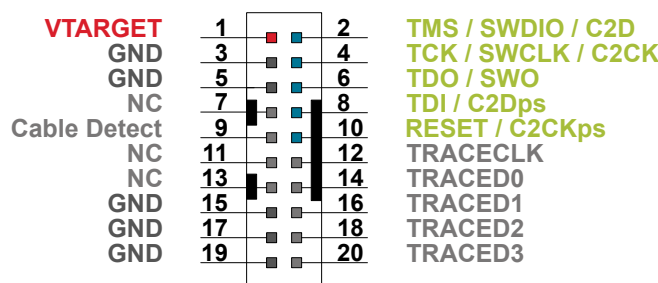 VTARGET 1 2 TMS / SWDIO / C2D
GND 3 4 TCK / SWCLK / C2CK
GND 5 6 TDO / SWO
NC 7 8 TDI / C2Dps
Cable Detect 9 10 RESET / C2CKps
NC 11 12 TRACECLK
NC 13 14 TRACED0
GND 15 16 TRACED1
GND 17 18 TRACED2
GND 19 20 TRACED3